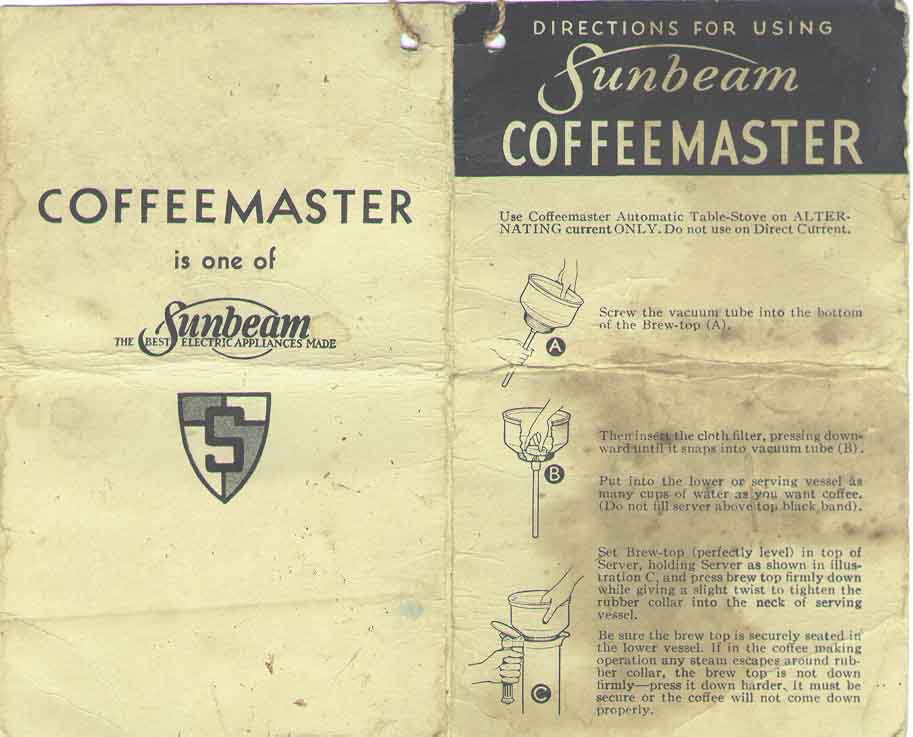 COFFEEMASTER
is one of
Sunbeam
THE BEST ELECTRIC APPLIANCES MADE
S
DIRECTIONS FOR USING
Sunbeam
COFFEEMASTER
Use Coffeemaster Automatic Table-Stove on ALTER-
NATING current ONLY. Do not use on Direct Current.
Screw the vacuum tube into the bottom
of the Brew-top (A).
A
Then insert the cloth filter, pressing down-
ward until it snaps into vacuum tube (B).
B
Put into the lower or serving vessel as
many cups of water as you want coffee.
(Do not fill server above top black band).
Set Brew-top (perfectly level) in top of
Server, holding Server as shown in illus-
tration C, and press brew top firmly down
while giving a slight twist to tighten the
rubber collar into the neck of serving
vessel.
Be sure the brew top is securely seated in
the lower vessel. If in the coffee making
operation any steam escapes around rub-
ber collar, the brew top is not down
firmly—press it down harder. It must be
secure or the coffee will not come down
properly.
C